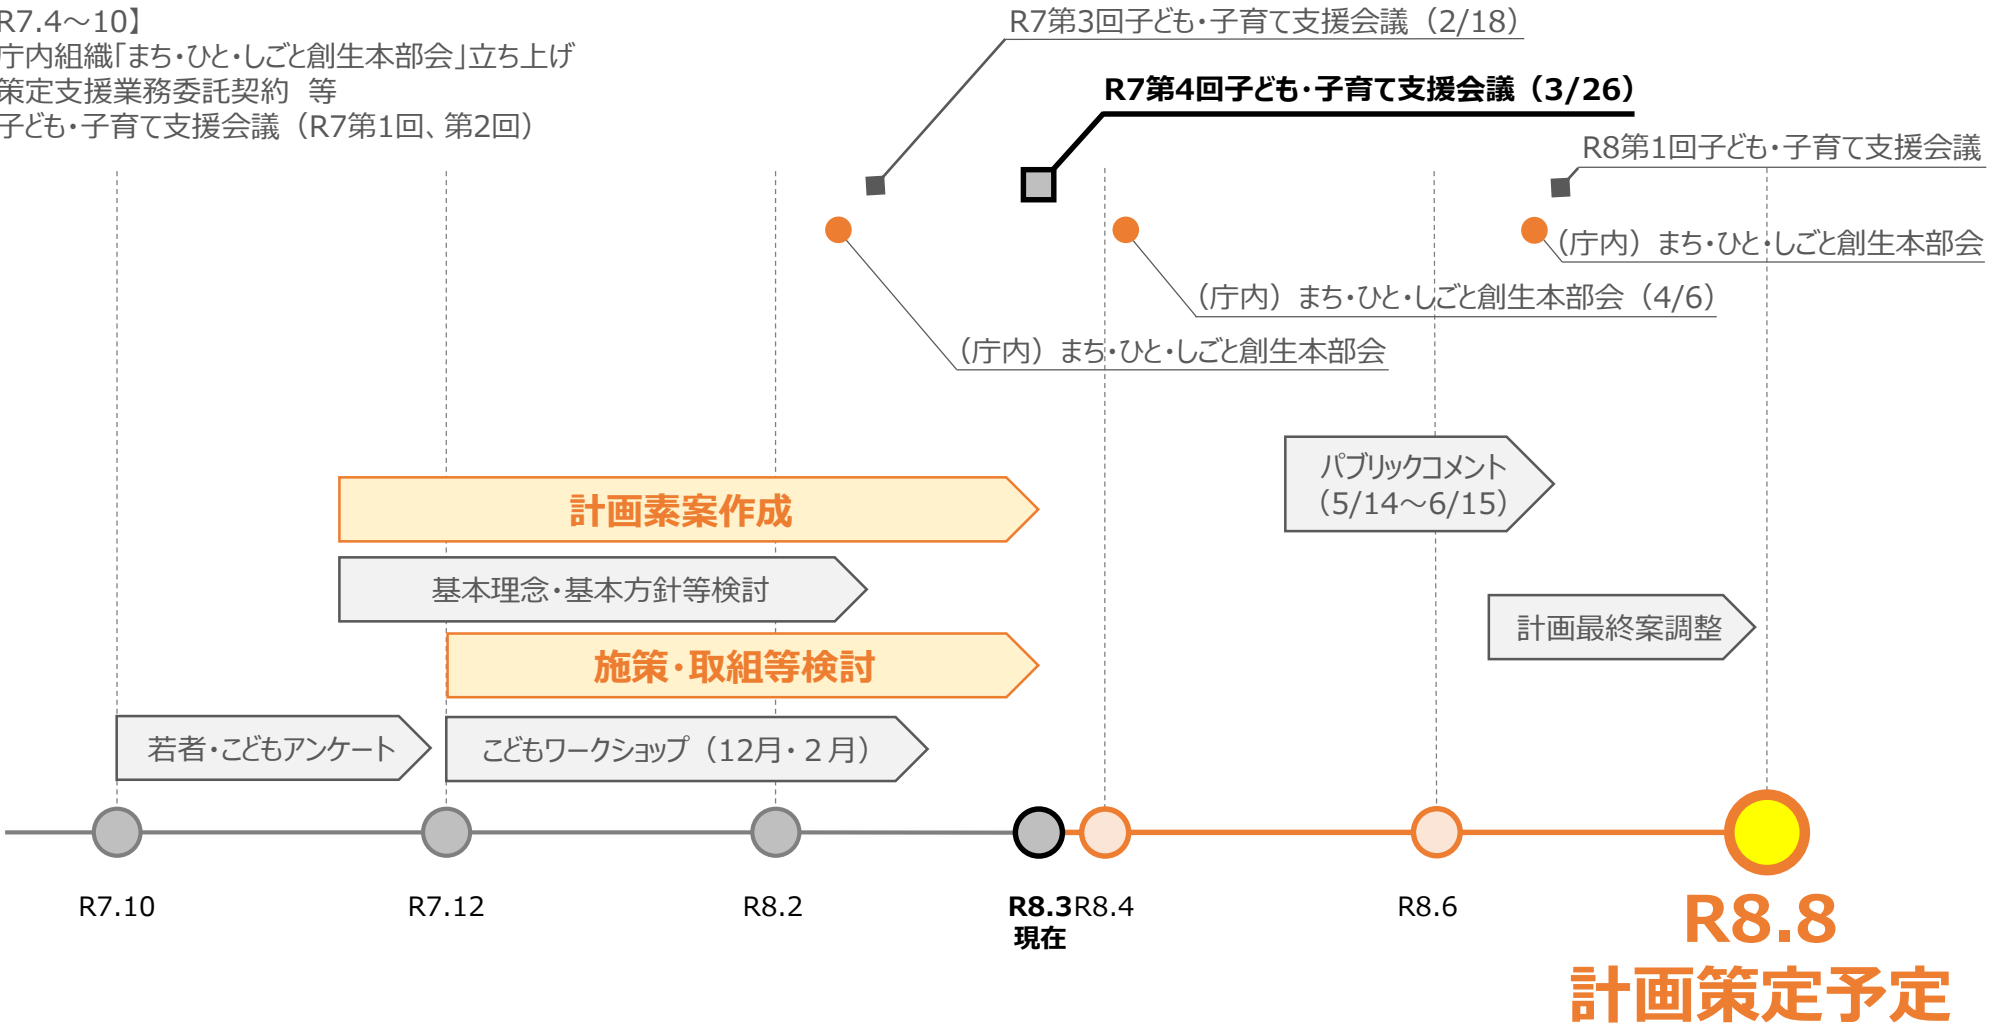 R7.4～10】
庁内組織「まち・ひと・しごと創生本部会」立ち上げ
策定支援業務委託契約 等
子ども・子育て支援会議（R7第1回、第2回）
R7第3回子ども・子育て支援会議（2/18）
R7第4回子ども・子育て支援会議（3/26）
R8第1回子ども・子育て支援会議
（庁内）まち・ひと・しごと創生本部会
（庁内）まち・ひと・しごと創生本部会（4/6）
（庁内）まち・ひと・しごと創生本部会
パブリックコメント
（5/14～6/15）
計画素案作成
基本理念・基本方針等検討
計画最終案調整
施策・取組等検討
若者・こどもアンケート
こどもワークショップ（12月・２月）
R7.10
R7.12
R8.2
R8.3
現在
R8.4
R8.6
R8.8
計画策定予定